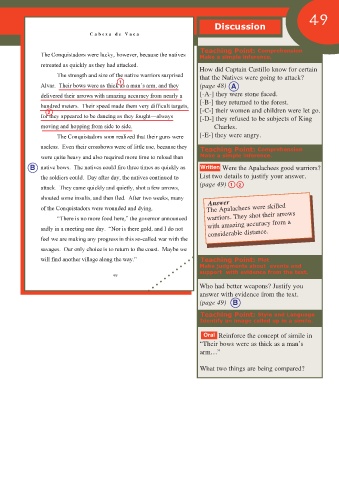 49
Discussion
Cabeza de Vaca
The Conquistadors were lucky, however, because the natives
retreated as quickly as they had attacked.
The strength and size of the native warriors surprised
1
Alvar. Their bows were as thick as a man's arm, and they
delivered their arrows with amazing accuracy from nearly a
hundred meters. Their speed made them very difficult targets,
2
for they appeared to be dancing as they fought—always
moving and hopping from side to side.
The Conquistadors soon realized that their guns were
useless. Even their crossbows were of little use, because they
were quite heavy and also required more time to reload than
B native bows. The natives could fire three times as quickly as
the soldiers could. Day after day, the natives continued to
attack. They came quickly and quietly, shot a few arrows,
shouted some insults, and then fled. After two weeks, many
of the Conquistadors were wounded and dying.
"There is no more food here," the governor announced
sadly in a meeting one day. "Nor is there gold, and I do not
feel we are making any progress in this so-called war with the
savages. Our only choice is to return to the coast. Maybe we
will find another village along the way."
49
Teaching Point: Comprehension
Make a simple inference
How did Captain Castillo know for certain
that the Natives were going to attack?
(page 48) A
[-A-] they were stone faced.
[-B-] they returned to the forest.
[-C-] their women and children were let go.
[-D-] they refused to be subjects of King
Charles.
[-E-] they were angry.
Teaching Point: Comprehension
Make a simple inference
Written Were the Apalachees good warriors?
List two details to justify your answer.
(page 49) 1 2
Answer
The Apalachees were skilled
warriors. They shot their arrows
with amazing accuracy from a
considerable distance.
Teaching Point: Plot
support with evidence from the text
Who had better weapons? Justify you
answer with evidence from the text.
(page 49) B
Teaching Point: Style and Language
Oral Reinforce the concept of simile in
"Their bows were as thick as a man's
arm…"
What two things are being compared?